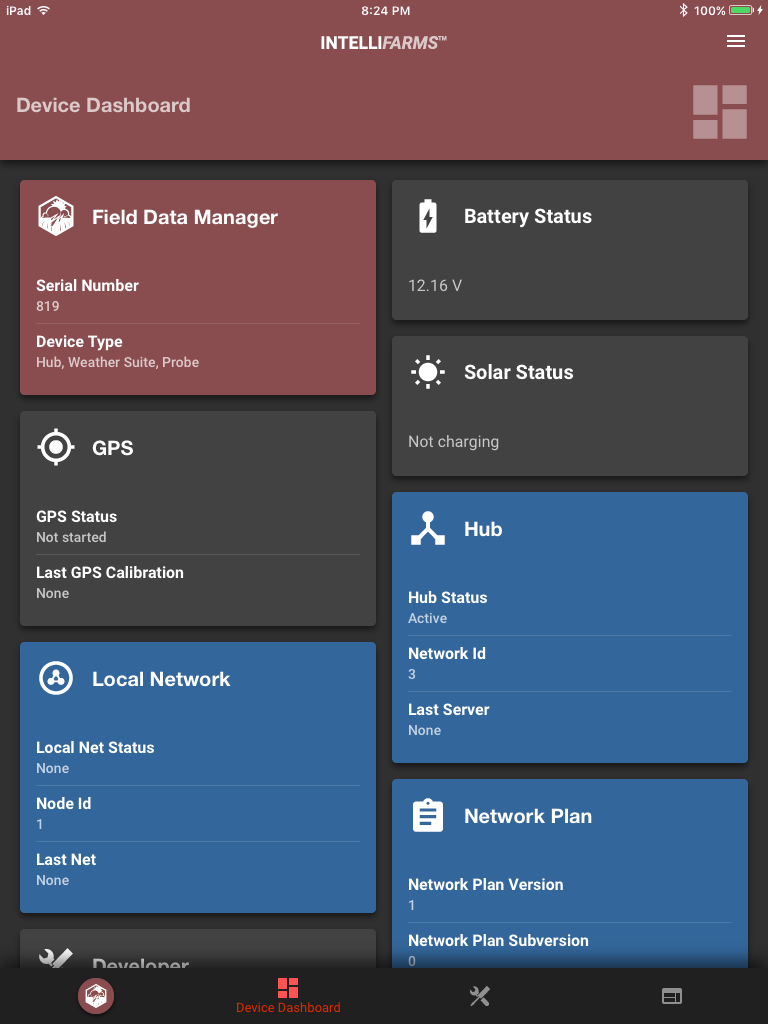 iPad
8:24 PM
100%
INTELLIFARMS™
Device Dashboard
Field Data Manager
Serial Number
819
Device Type
Hub, Weather Suite, Probe
GPS
GPS Status
Not started
Last GPS Calibration
None
Local Network
Local Net Status
None
Node Id
1
Last Net
None
Developer
Battery Status
12.16 V
Solar Status
Not charging
Hub
Hub Status
Active
Network Id
3
Last Server
None
Network Plan
Network Plan Version
1
Network Plan Subversion
0
Device Dashboard